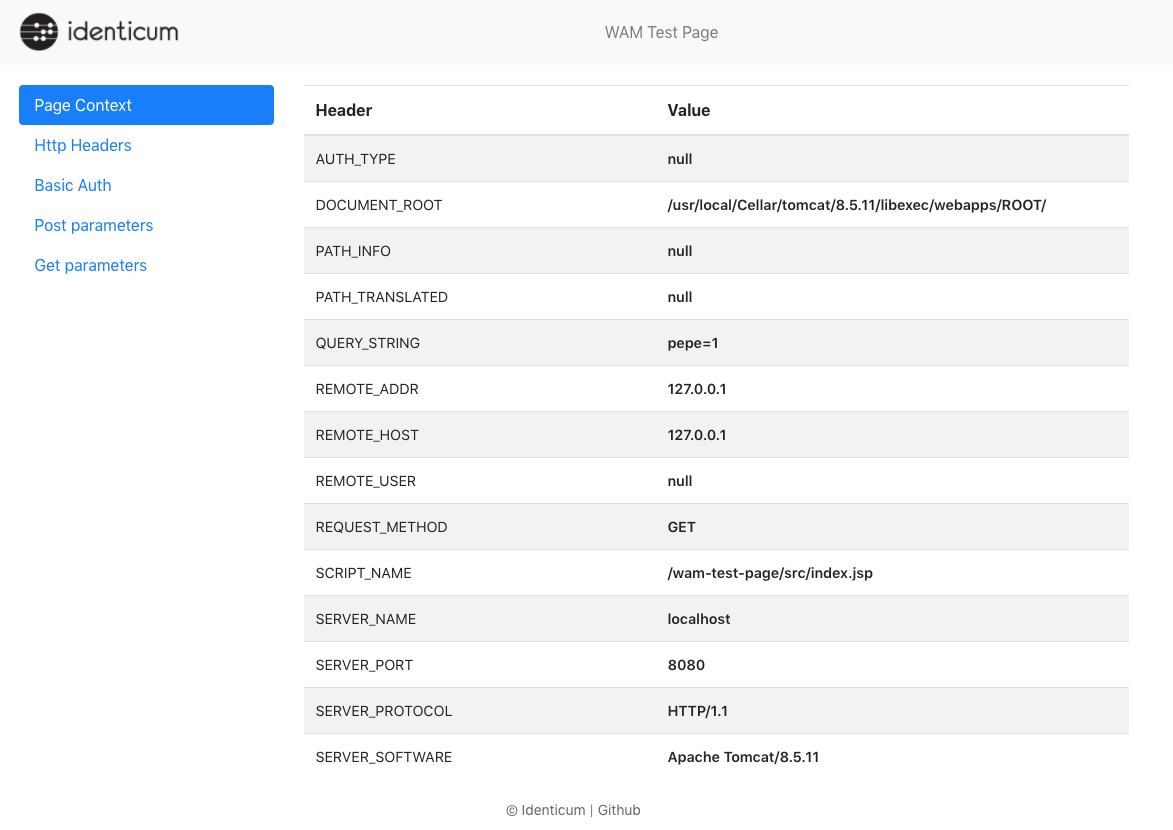 identicum
WAM Test Page
Page Context
Http Headers
Basic Auth
Post parameters
Get parameters
Header Value
AUTH_TYPE null
DOCUMENT_ROOT /usr/local/Cellar/tomcat/8.5.11/libexec/webapps/ROOT/
PATH_INFO null
PATH_TRANSLATED null
QUERY_STRING pepe=1
REMOTE_ADDR 127.0.0.1
REMOTE_HOST 127.0.0.1
REMOTE_USER null
REQUEST_METHOD GET
SCRIPT_NAME /wam-test-page/src/index.jsp
SERVER_NAME localhost
SERVER_PORT 8080
SERVER_PROTOCOL HTTP/1.1
SERVER_SOFTWARE Apache Tomcat/8.5.11
© Identicum | Github